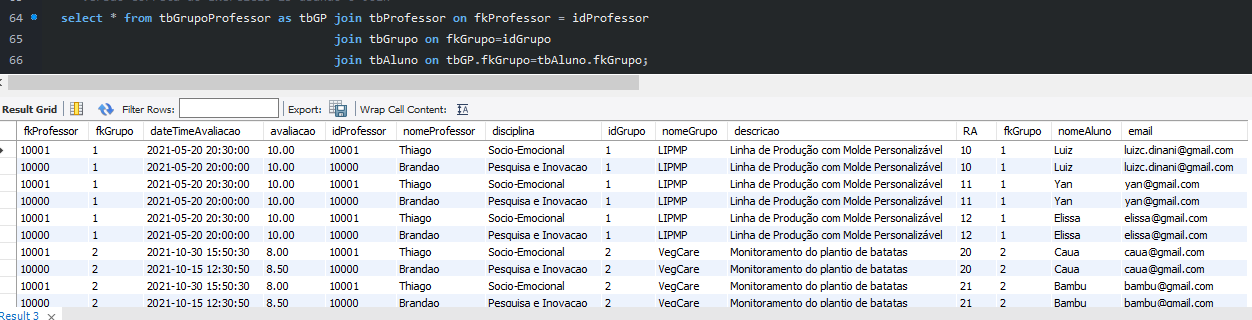 64 select * from tbGrupoProfessor as tbGP join tbProfessor on fkProfessor = idProfessor
65 join tbGrupo on fkGrupo=idGrupo
66 join tbAluno on tbGP.fkGrupo=tbAluno.fkGrupo;
Result Grid Filter Rows: Export: Wrap Cell Content:
fkProfessor fkGrupo dateTimeAvaliacao avaliacao idProfessor nomeProfessor disciplina idGrupo nomeGrupo descricao RA fkGrupo nomeAluno email
10001 1 2021-05-20 20:30:00 10.00 10001 Thiago Socio-Emocional 1 LIPMP Linha de Produção com Molde Personalizável 10 1 Luiz luizc.dinani@gmail.com
10000 1 2021-05-20 20:00:00 10.00 10000 Brandao Pesquisa e Inovacao 1 LIPMP Linha de Produção com Molde Personalizável 10 1 Luiz luizc.dinani@gmail.com
10001 1 2021-05-20 20:30:00 10.00 10001 Thiago Socio-Emocional 1 LIPMP Linha de Produção com Molde Personalizável 11 1 Yan yan@gmail.com
10000 1 2021-05-20 20:00:00 10.00 10000 Brandao Pesquisa e Inovacao 1 LIPMP Linha de Produção com Molde Personalizável 11 1 Yan yan@gmail.com
10001 1 2021-05-20 20:30:00 10.00 10001 Thiago Socio-Emocional 1 LIPMP Linha de Produção com Molde Personalizável 12 1 Elissa elissa@gmail.com
10000 1 2021-05-20 20:00:00 10.00 10000 Brandao Pesquisa e Inovacao 1 LIPMP Linha de Produção com Molde Personalizável 12 1 Elissa elissa@gmail.com
10001 2 2021-10-30 15:50:30 8.00 10001 Thiago Socio-Emocional 2 VegCare Monitoramento do plantio de batatas 20 2 Caua caua@gmail.com
10000 2 2021-10-15 12:30:50 8.50 10000 Brandao Pesquisa e Inovacao 2 VegCare Monitoramento do plantio de batatas 20 2 Caua caua@gmail.com
10001 2 2021-10-30 15:50:30 8.00 10001 Thiago Socio-Emocional 2 VegCare Monitoramento do plantio de batatas 21 2 Bambu bambu@gmail.com
10000 2 2021-10-15 12:30:50 8.50 10000 Brandao Pesquisa e Inovacao 2 VegCare Monitoramento do plantio de batatas 21 2 Bambu bambu@gmail.com
Result 3